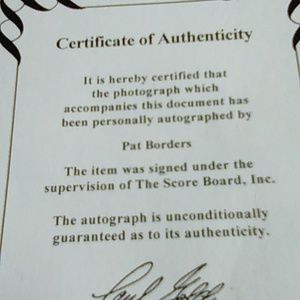 Certificate of Authenticity
It is hereby certified that
the photograph which
accompanies this document has
been personally autographed by
Pat Borders
The item was signed under the
supervision of The Score Board, Inc.
The autograph is unconditionally
guaranteed as to its authenticity.